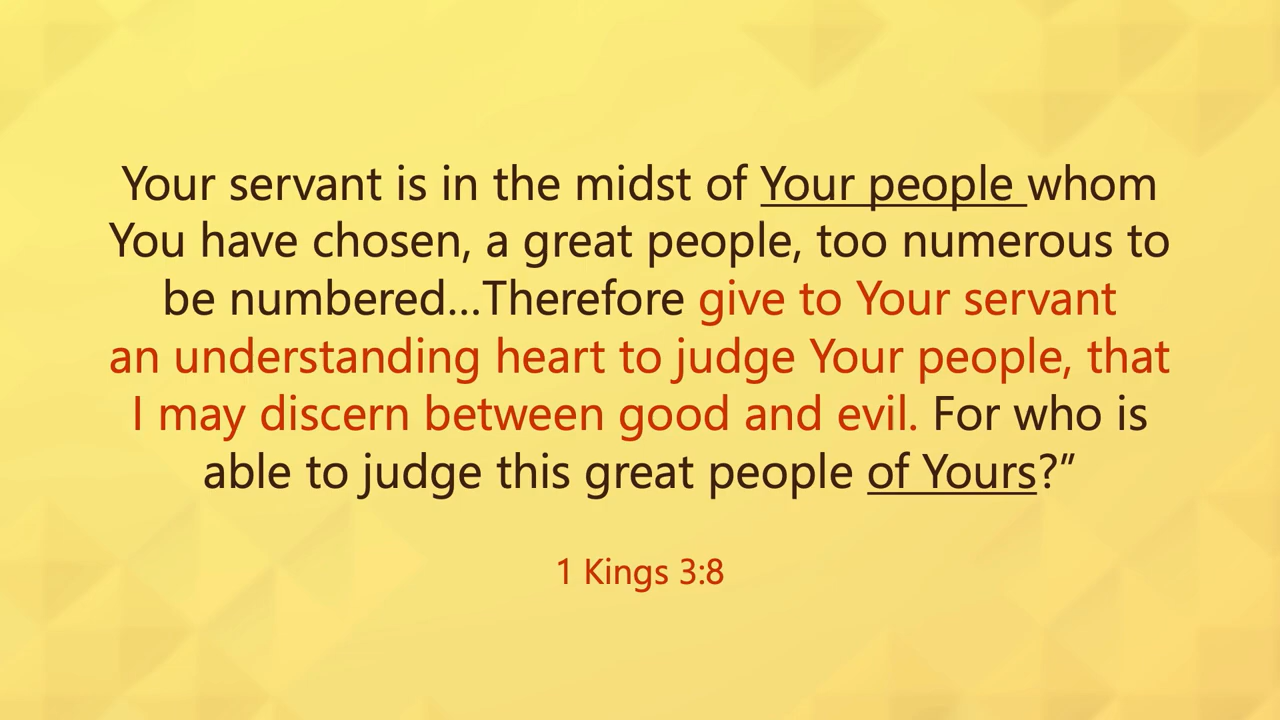 Your servant is in the midst of Your people whom
You have chosen, a great people, too numerous to
be numbered...Therefore give to Your servant
an understanding heart to judge Your people, that
I may discern between good and evil. For who is
able to judge this great people of Yours?”
1 Kings 3:8